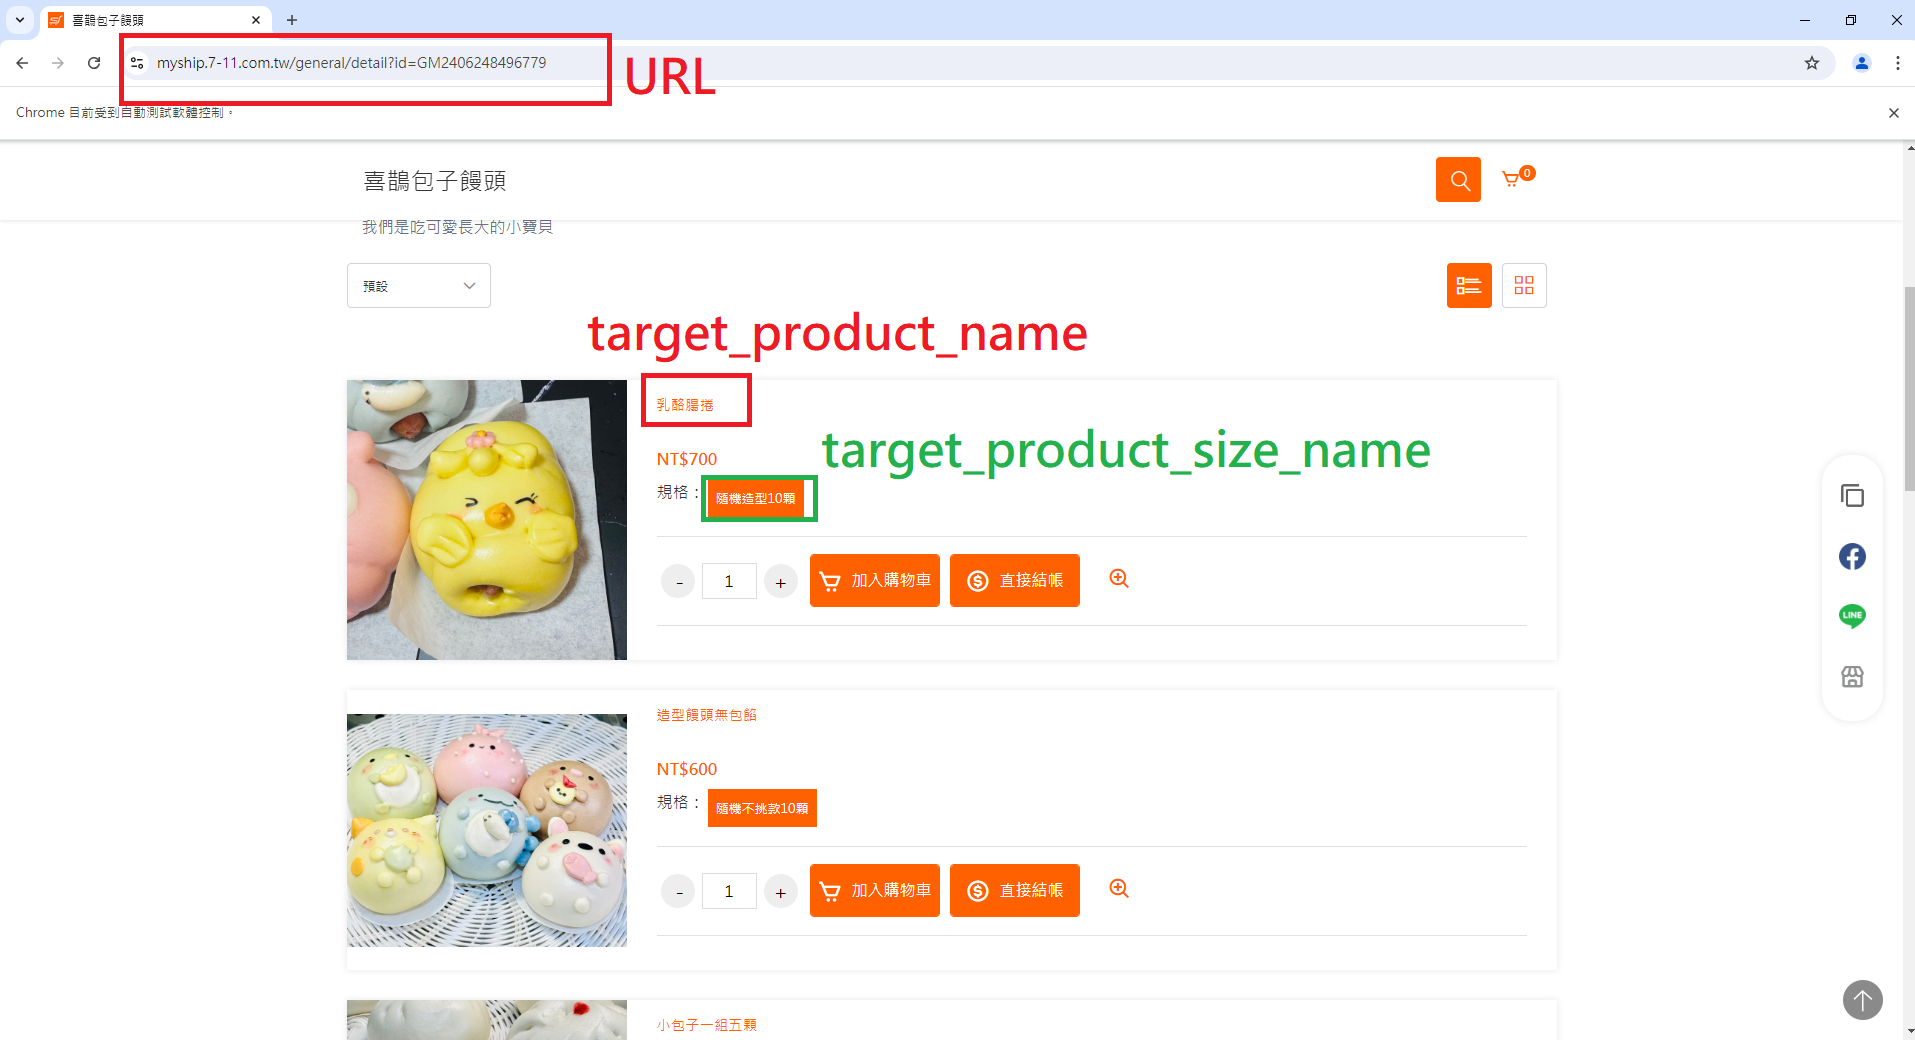 喜鵲包子饅頭
myship.7-11.com.tw/general/detail?id=GM2406248496779
URL
Chrome 目前受到自動測試軟體控制。
喜鵲包子饅頭
0
我們是吃可愛長大的小寶貝
預設
target_product_name
乳酪腸捲
target_product_size_name
NT$700
規格：
隨機造型10顆
- 1 + 加入購物車 直接結帳
LINE
造型饅頭無包餡
NT$600
規格：
隨機不挑款10顆
- 1 + 加入購物車 直接結帳
小包子一組五顆